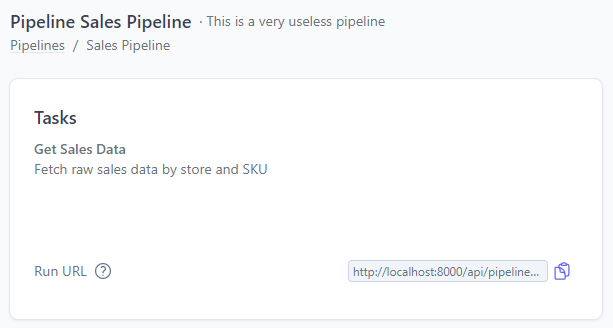 Pipeline Sales Pipeline · This is a very useless pipeline
Pipelines / Sales Pipeline
Tasks
Get Sales Data
Fetch raw sales data by store and SKU
Run URL ? http://localhost:8000/api/pipeline...